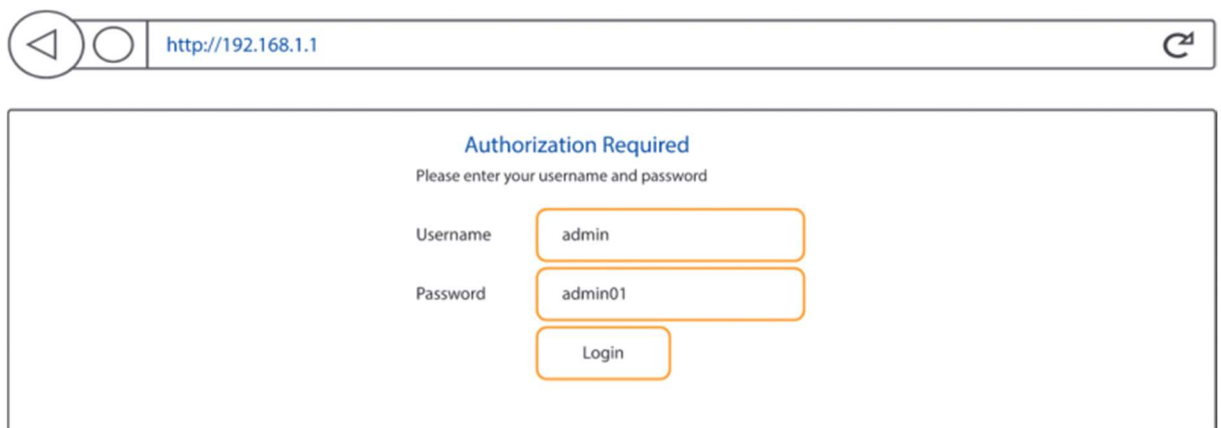 http://192.168.1.1
Authorization Required
Please enter your username and password
Username admin
Password admin01
Login